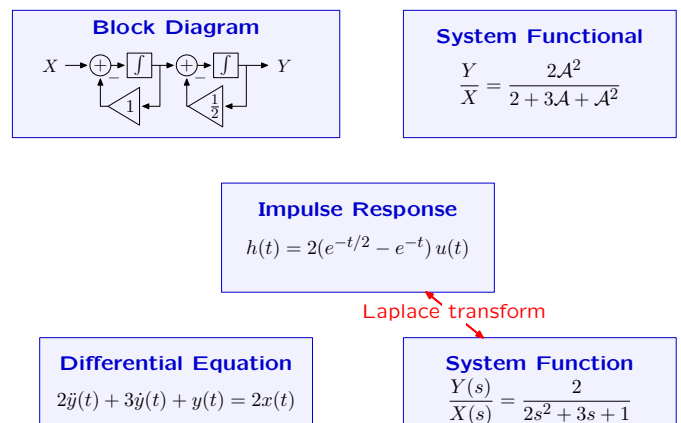 Block Diagram
X + − ∫ + − ∫ Y
1 1/2
System Functional
Y/X = 2𝒜²/(2 + 3𝒜 + 𝒜²)
Impulse Response
h(t) = 2(e^{−t/2} − e^{−t}) u(t)
Laplace transform
Differential Equation
2ÿ(t) + 3ẏ(t) + y(t) = 2x(t)
System Function
Y(s)/X(s) = 2/(2s² + 3s + 1)